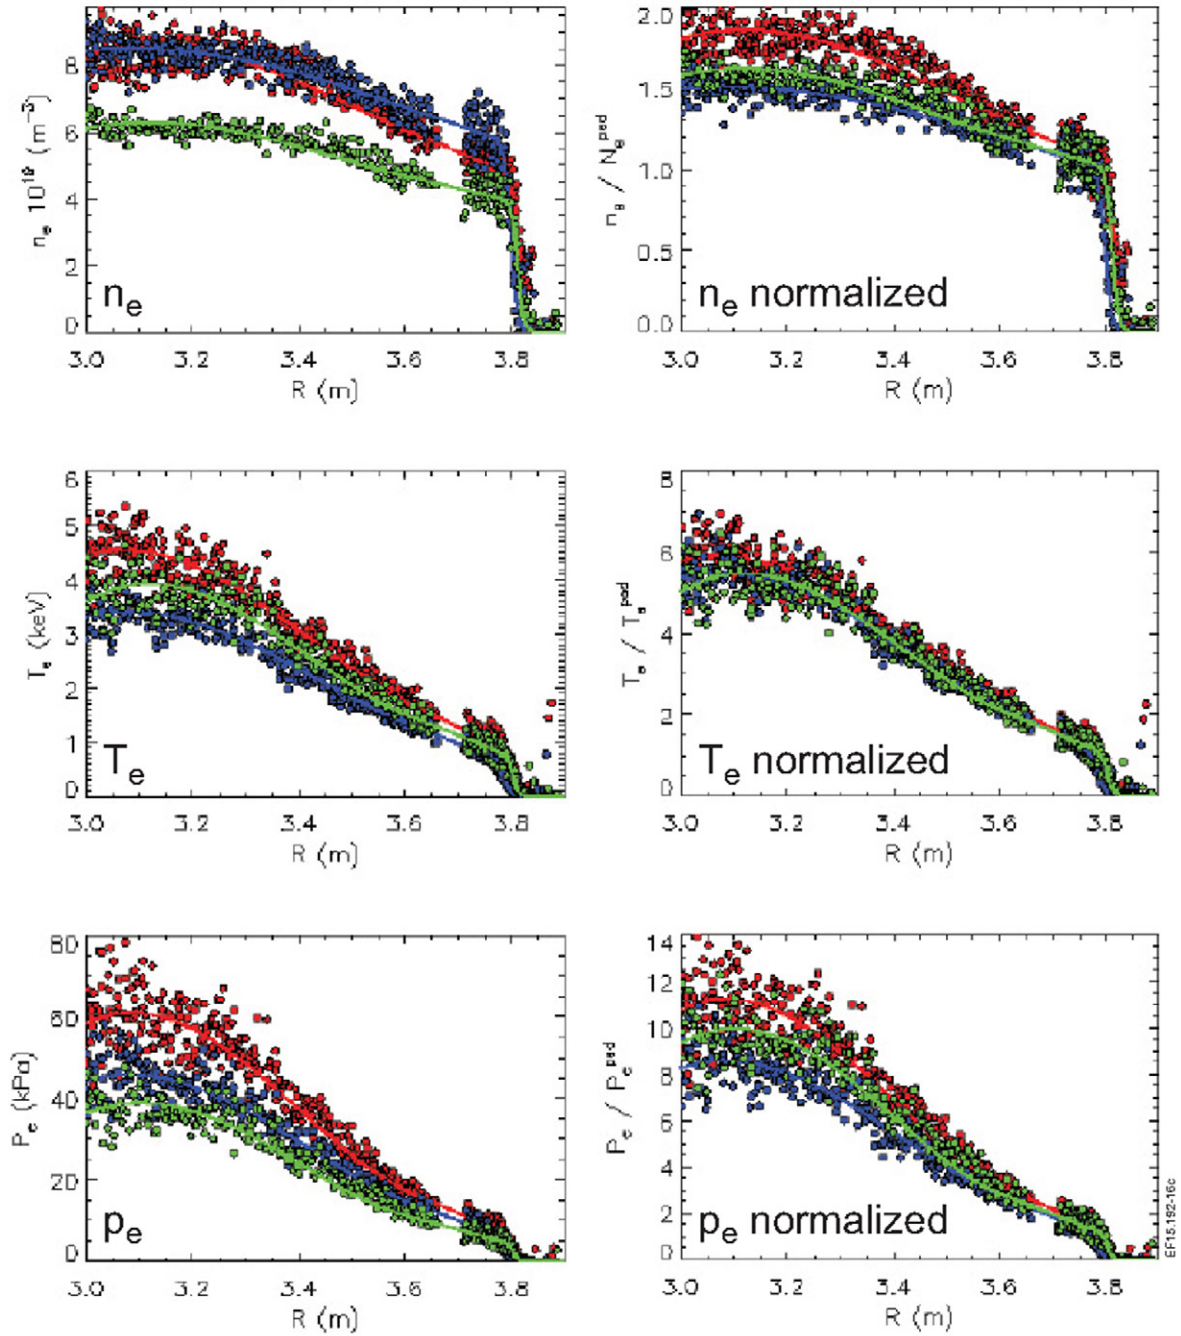 8
6
4
2
0
n_e 10^19 (m^-3)
n_e
3.0 3.2 3.4 3.6 3.8
R (m)
2.0
1.5
1.0
0.5
0.0
n_e / N_e^ped
n_e normalized
3.0 3.2 3.4 3.6 3.8
R (m)
6
5
4
3
2
1
0
T_e (keV)
T_e
3.0 3.2 3.4 3.6 3.8
R (m)
8
6
4
2
0
T_e / T_e^ped
T_e normalized
3.0 3.2 3.4 3.6 3.8
R (m)
80
60
40
20
0
P_e (kPa)
p_e
3.0 3.2 3.4 3.6 3.8
R (m)
14
12
10
8
6
4
2
0
P_e / P_e^ped
p_e normalized
3.0 3.2 3.4 3.6 3.8
R (m)
EF15.192-16c